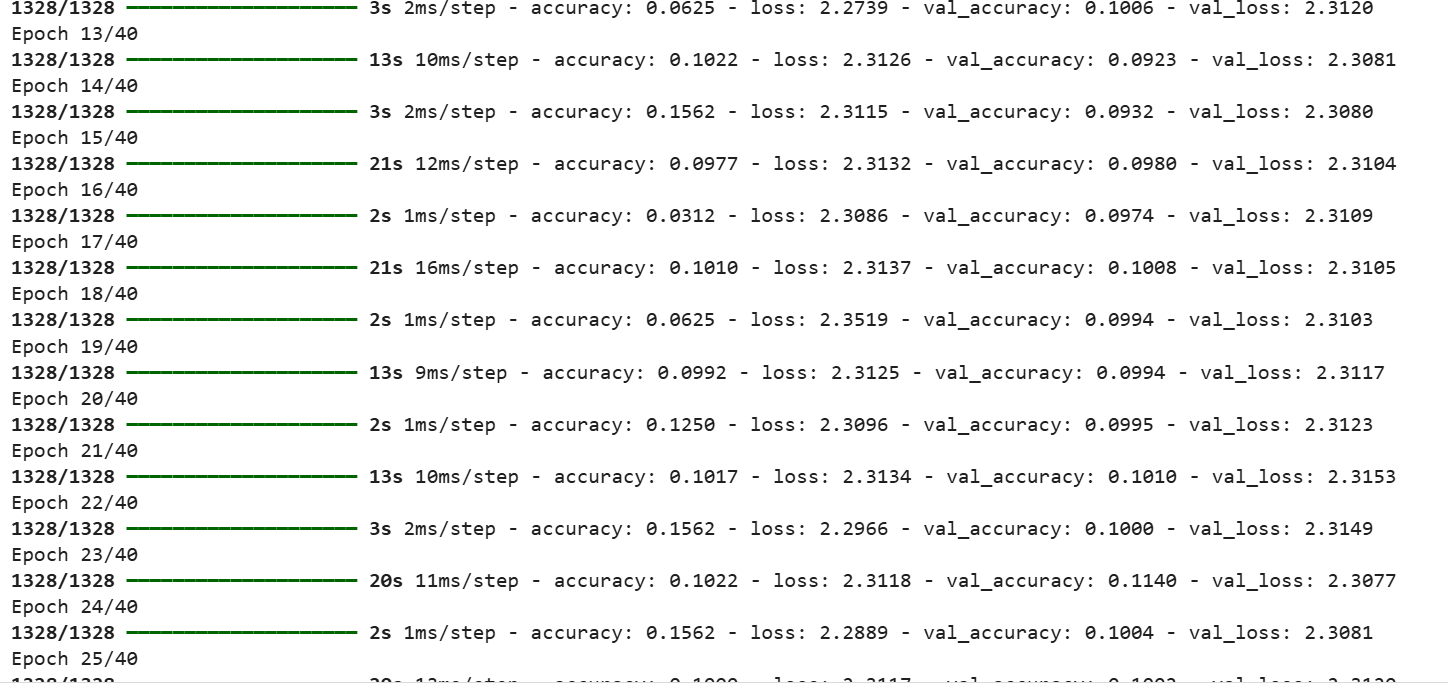 1328/1328 ━━━━━━━━━━━━━━━━━━━━ 3s 2ms/step - accuracy: 0.0625 - loss: 2.2739 - val_accuracy: 0.1006 - val_loss: 2.3120
Epoch 13/40
1328/1328 ━━━━━━━━━━━━━━━━━━━━ 13s 10ms/step - accuracy: 0.1022 - loss: 2.3126 - val_accuracy: 0.0923 - val_loss: 2.3081
Epoch 14/40
1328/1328 ━━━━━━━━━━━━━━━━━━━━ 3s 2ms/step - accuracy: 0.1562 - loss: 2.3115 - val_accuracy: 0.0932 - val_loss: 2.3080
Epoch 15/40
1328/1328 ━━━━━━━━━━━━━━━━━━━━ 21s 12ms/step - accuracy: 0.0977 - loss: 2.3132 - val_accuracy: 0.0980 - val_loss: 2.3104
Epoch 16/40
1328/1328 ━━━━━━━━━━━━━━━━━━━━ 2s 1ms/step - accuracy: 0.0312 - loss: 2.3086 - val_accuracy: 0.0974 - val_loss: 2.3109
Epoch 17/40
1328/1328 ━━━━━━━━━━━━━━━━━━━━ 21s 16ms/step - accuracy: 0.1010 - loss: 2.3137 - val_accuracy: 0.1008 - val_loss: 2.3105
Epoch 18/40
1328/1328 ━━━━━━━━━━━━━━━━━━━━ 2s 1ms/step - accuracy: 0.0625 - loss: 2.3519 - val_accuracy: 0.0994 - val_loss: 2.3103
Epoch 19/40
1328/1328 ━━━━━━━━━━━━━━━━━━━━ 13s 9ms/step - accuracy: 0.0992 - loss: 2.3125 - val_accuracy: 0.0994 - val_loss: 2.3117
Epoch 20/40
1328/1328 ━━━━━━━━━━━━━━━━━━━━ 2s 1ms/step - accuracy: 0.1250 - loss: 2.3096 - val_accuracy: 0.0995 - val_loss: 2.3123
Epoch 21/40
1328/1328 ━━━━━━━━━━━━━━━━━━━━ 13s 10ms/step - accuracy: 0.1017 - loss: 2.3134 - val_accuracy: 0.1010 - val_loss: 2.3153
Epoch 22/40
1328/1328 ━━━━━━━━━━━━━━━━━━━━ 3s 2ms/step - accuracy: 0.1562 - loss: 2.2966 - val_accuracy: 0.1000 - val_loss: 2.3149
Epoch 23/40
1328/1328 ━━━━━━━━━━━━━━━━━━━━ 20s 11ms/step - accuracy: 0.1022 - loss: 2.3118 - val_accuracy: 0.1140 - val_loss: 2.3077
Epoch 24/40
1328/1328 ━━━━━━━━━━━━━━━━━━━━ 2s 1ms/step - accuracy: 0.1562 - loss: 2.2889 - val_accuracy: 0.1004 - val_loss: 2.3081
Epoch 25/40